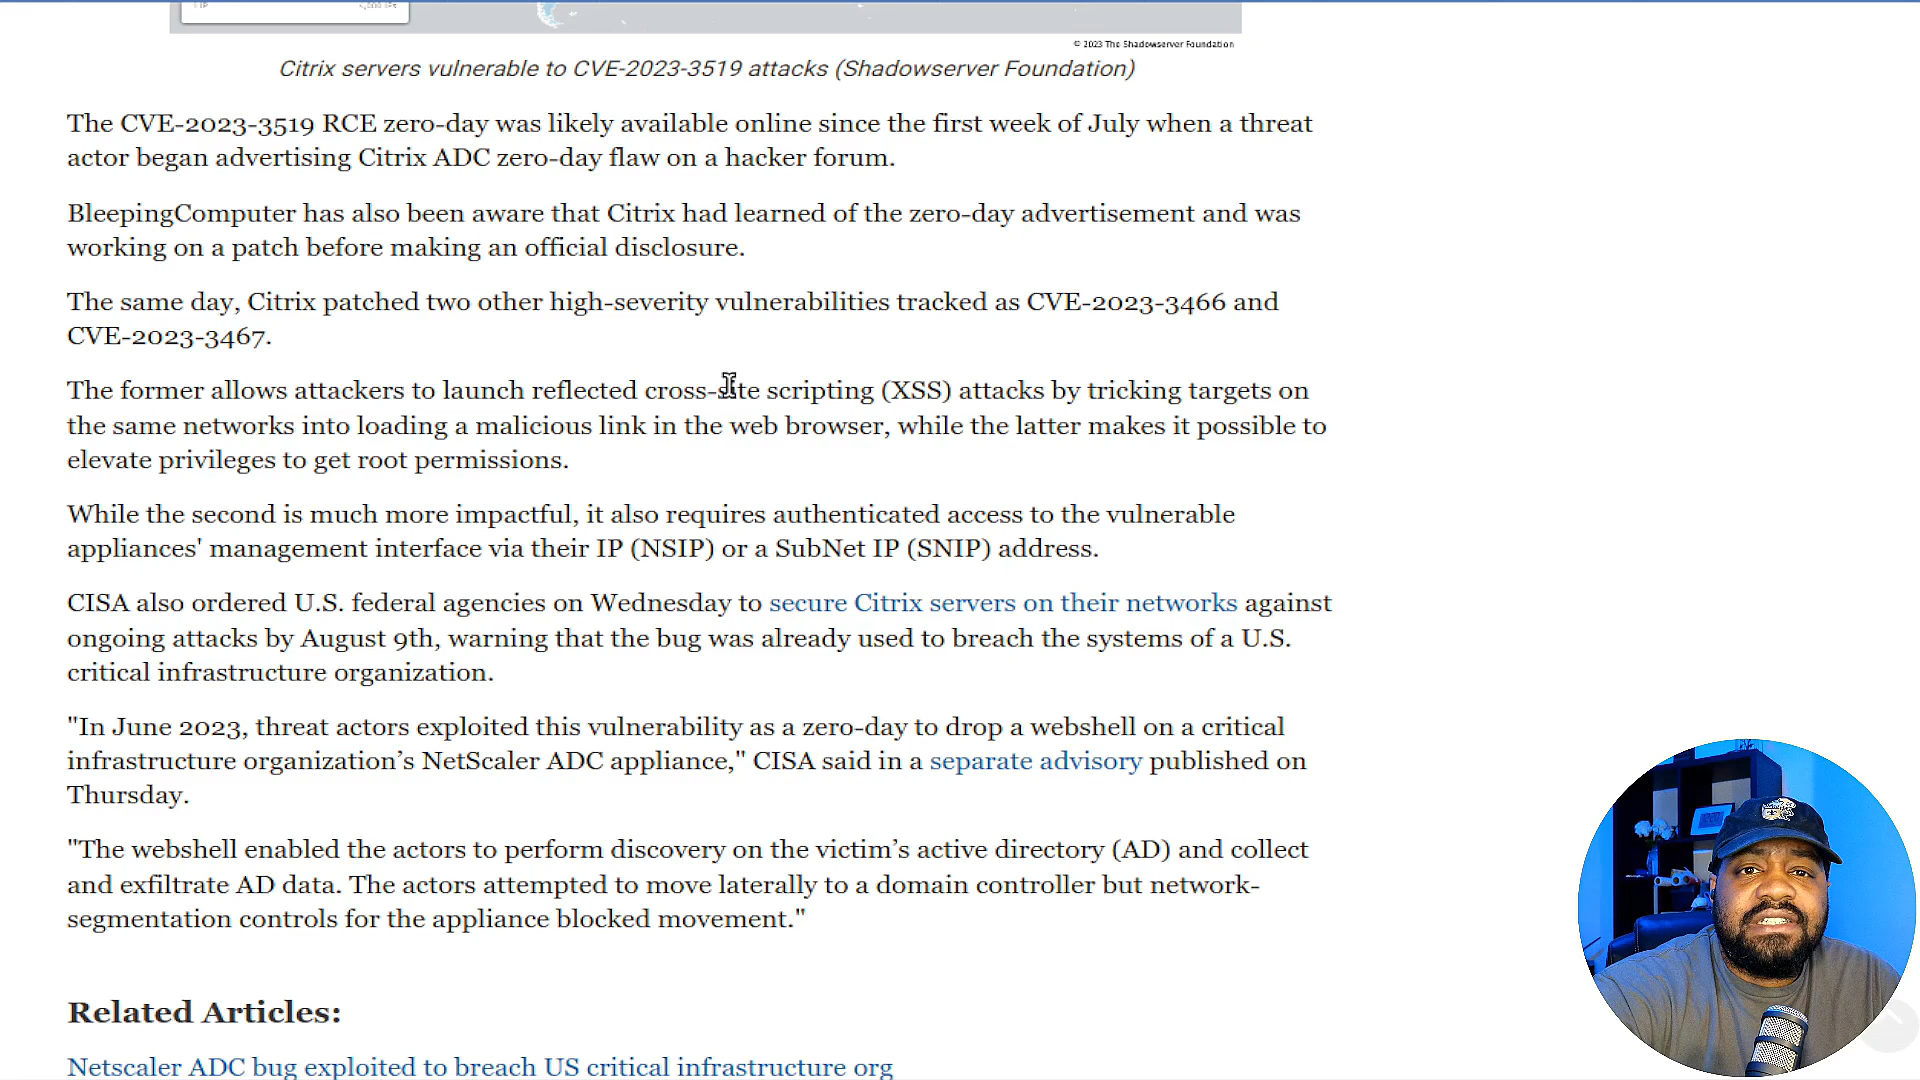 © 2023 The Shadowserver Foundation
Citrix servers vulnerable to CVE-2023-3519 attacks (Shadowserver Foundation)
The CVE-2023-3519 RCE zero-day was likely available online since the first week of July when a threat
actor began advertising Citrix ADC zero-day flaw on a hacker forum.
BleepingComputer has also been aware that Citrix had learned of the zero-day advertisement and was
working on a patch before making an official disclosure.
The same day, Citrix patched two other high-severity vulnerabilities tracked as CVE-2023-3466 and
CVE-2023-3467.
The former allows attackers to launch reflected cross-site scripting (XSS) attacks by tricking targets on
the same networks into loading a malicious link in the web browser, while the latter makes it possible to
elevate privileges to get root permissions.
While the second is much more impactful, it also requires authenticated access to the vulnerable
appliances' management interface via their IP (NSIP) or a SubNet IP (SNIP) address.
CISA also ordered U.S. federal agencies on Wednesday to secure Citrix servers on their networks against
ongoing attacks by August 9th, warning that the bug was already used to breach the systems of a U.S.
critical infrastructure organization.
"In June 2023, threat actors exploited this vulnerability as a zero-day to drop a webshell on a critical
infrastructure organization’s NetScaler ADC appliance," CISA said in a separate advisory published on
Thursday.
"The webshell enabled the actors to perform discovery on the victim’s active directory (AD) and collect
and exfiltrate AD data. The actors attempted to move laterally to a domain controller but network-
segmentation controls for the appliance blocked movement."
Related Articles:
Netscaler ADC bug exploited to breach US critical infrastructure org